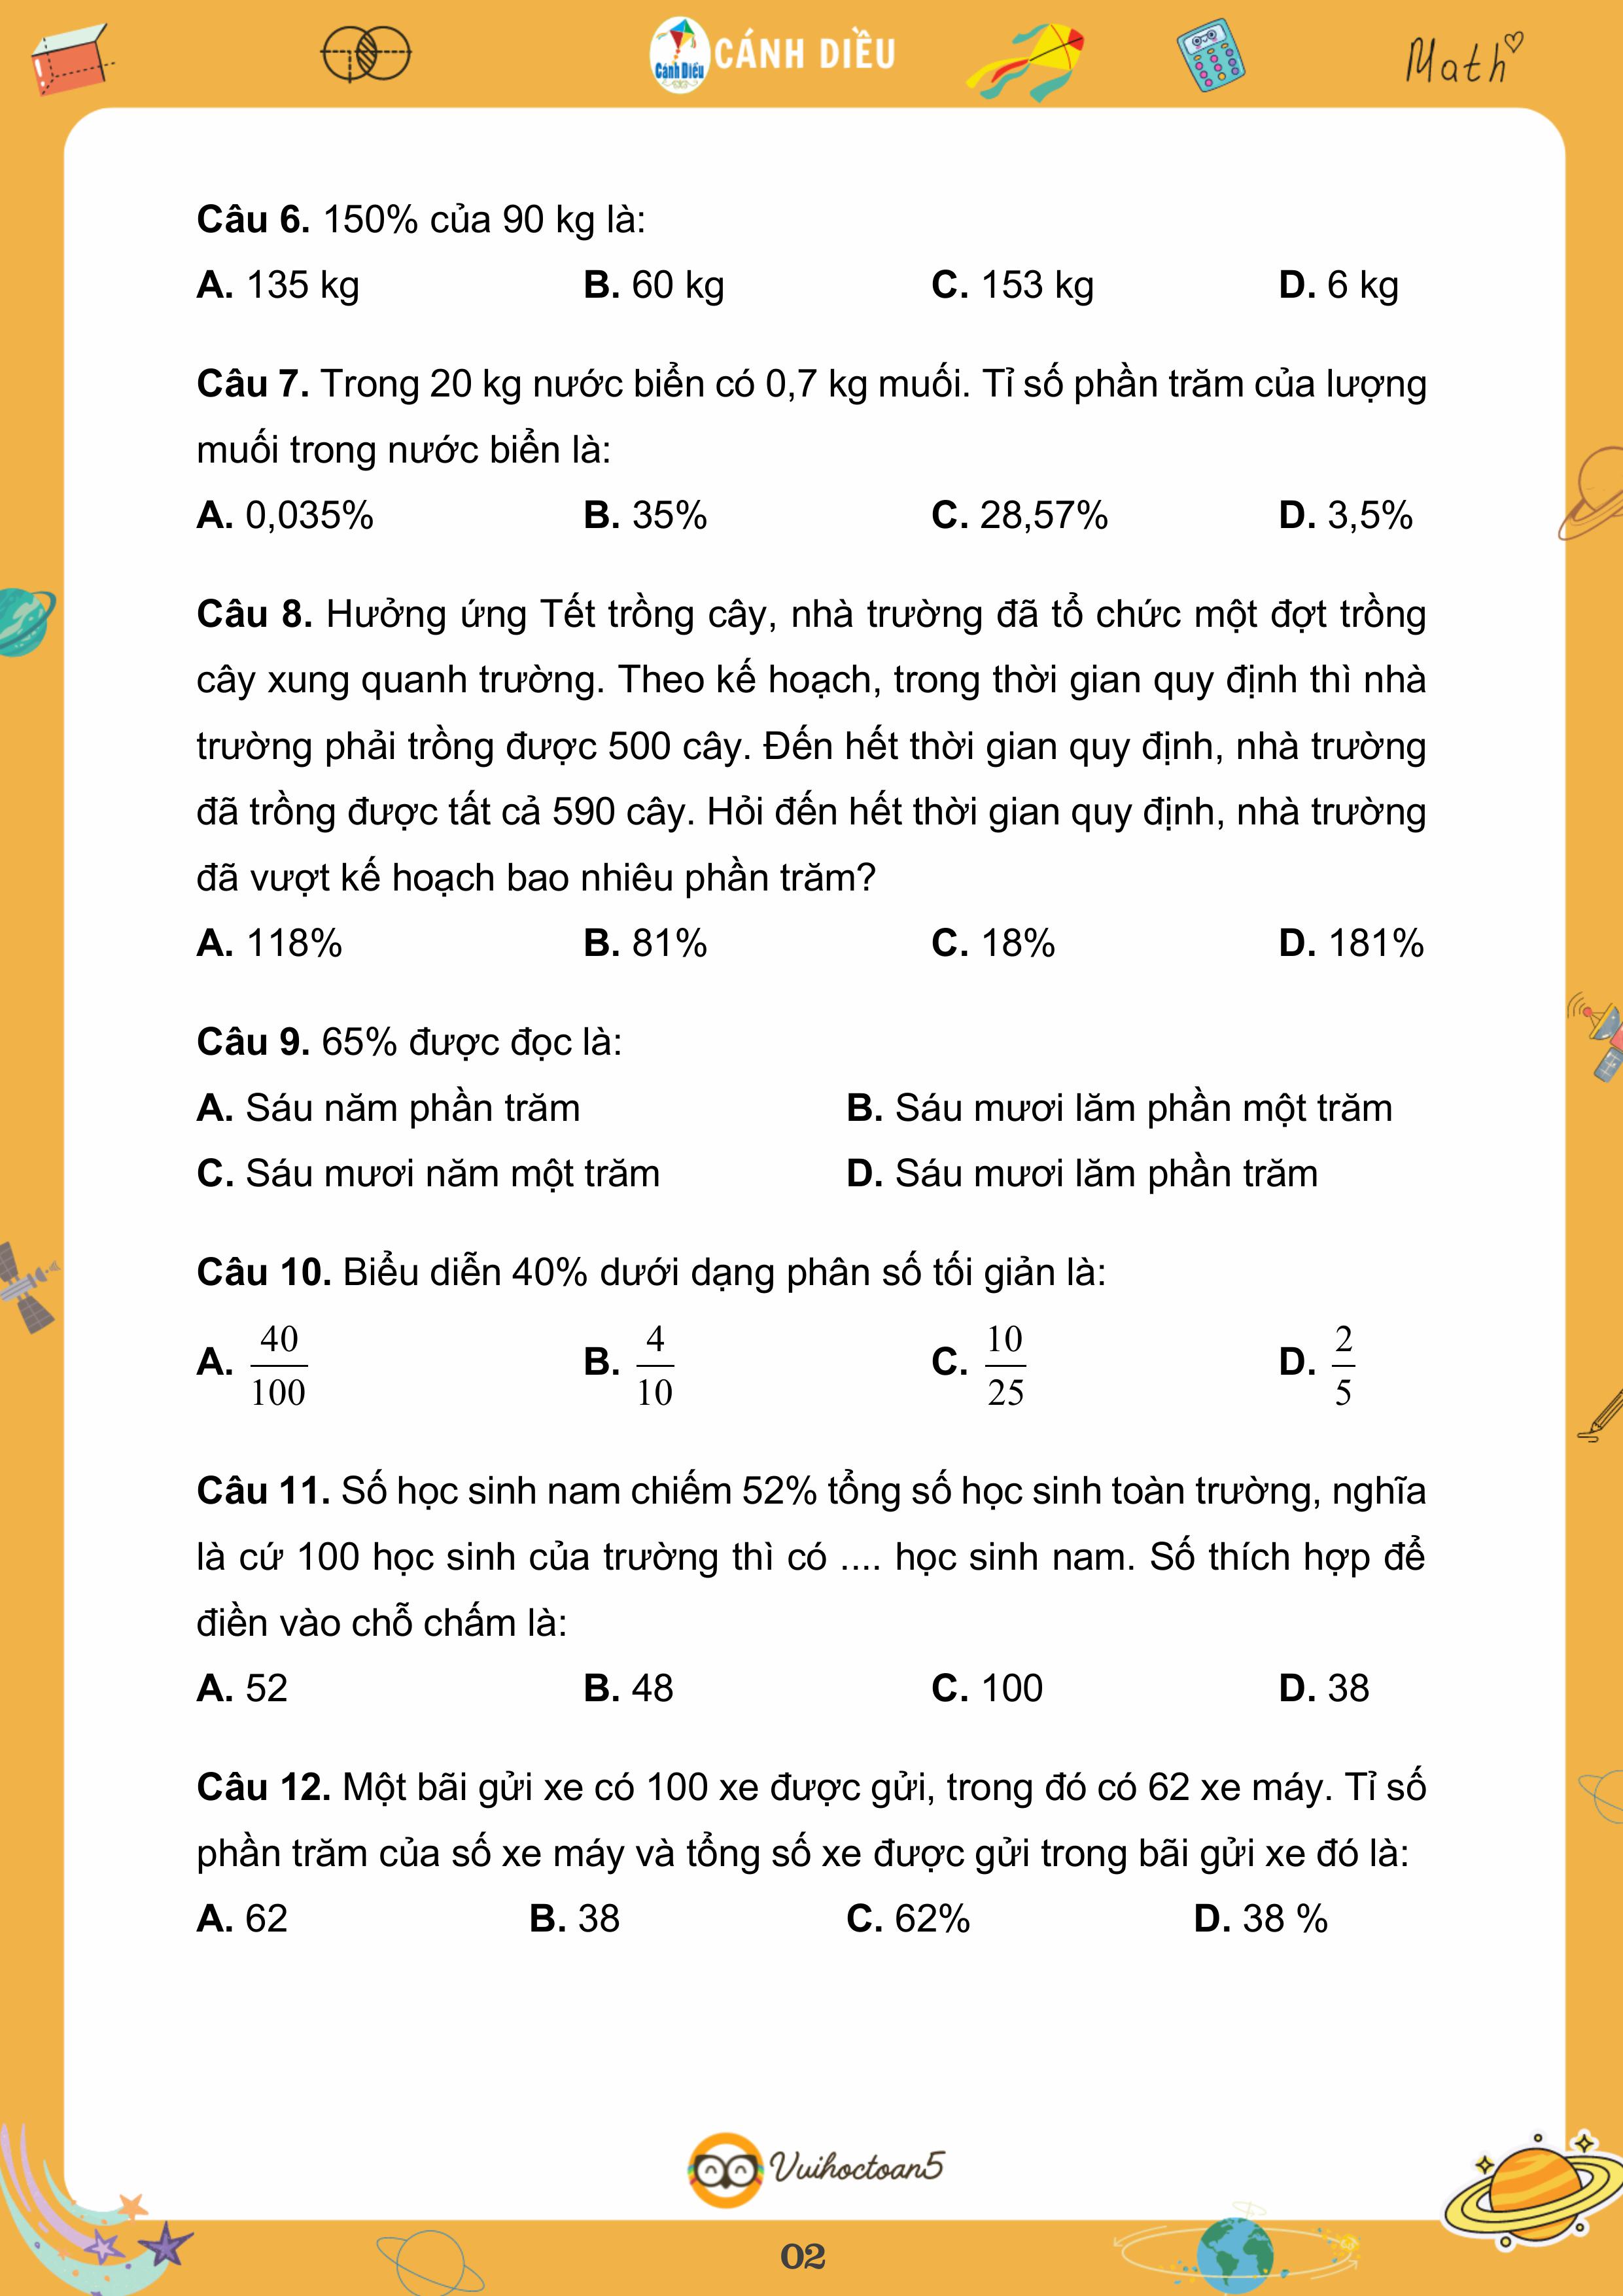 Cánh Diều CÁNH DIỀU Math
Câu 6. 150% của 90 kg là:
A. 135 kg B. 60 kg C. 153 kg D. 6 kg
Câu 7. Trong 20 kg nước biển có 0,7 kg muối. Tỉ số phần trăm của lượng
muối trong nước biển là:
A. 0,035% B. 35% C. 28,57% D. 3,5%
Câu 8. Hưởng ứng Tết trồng cây, nhà trường đã tổ chức một đợt trồng
cây xung quanh trường. Theo kế hoạch, trong thời gian quy định thì nhà
trường phải trồng được 500 cây. Đến hết thời gian quy định, nhà trường
đã trồng được tất cả 590 cây. Hỏi đến hết thời gian quy định, nhà trường
đã vượt kế hoạch bao nhiêu phần trăm?
A. 118% B. 81% C. 18% D. 181%
Câu 9. 65% được đọc là:
A. Sáu năm phần trăm B. Sáu mươi lăm phần một trăm
C. Sáu mươi năm một trăm D. Sáu mươi lăm phần trăm
Câu 10. Biểu diễn 40% dưới dạng phân số tối giản là:
A. 40/100 B. 4/10 C. 10/25 D. 2/5
Câu 11. Số học sinh nam chiếm 52% tổng số học sinh toàn trường, nghĩa
là cứ 100 học sinh của trường thì có .... học sinh nam. Số thích hợp để
điền vào chỗ chấm là:
A. 52 B. 48 C. 100 D. 38
Câu 12. Một bãi gửi xe có 100 xe được gửi, trong đó có 62 xe máy. Tỉ số
phần trăm của số xe máy và tổng số xe được gửi trong bãi gửi xe đó là:
A. 62 B. 38 C. 62% D. 38 %
Vuihoctoan5
02